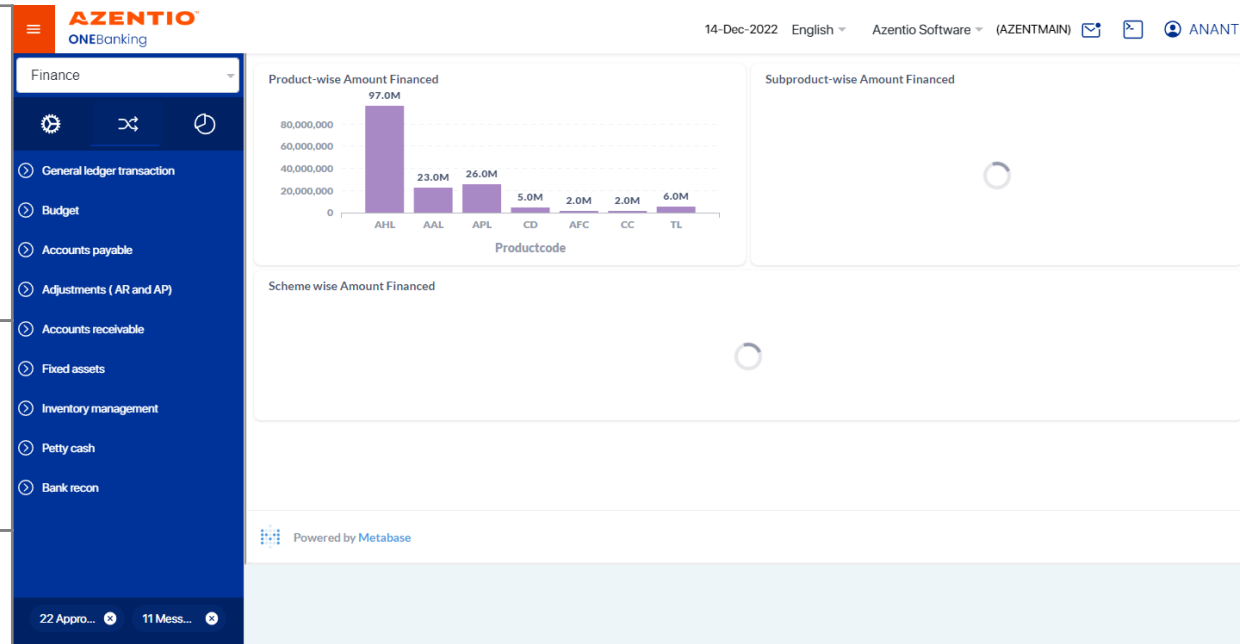 AZENTIO™
ONEBanking
14-Dec-2022 English Azentio Software (AZENTMAIN) ANANT
Finance
General ledger transaction
Budget
Accounts payable
Adjustments ( AR and AP)
Accounts receivable
Fixed assets
Inventory management
Petty cash
Bank recon
22 Appro...
11 Mess...
Product-wise Amount Financed
97.0M
80,000,000
60,000,000
40,000,000
20,000,000
0
23.0M
26.0M
5.0M
2.0M
2.0M
6.0M
AHL AAL APL CD AFC CC TL
Productcode
Subproduct-wise Amount Financed
Scheme wise Amount Financed
Powered by Metabase